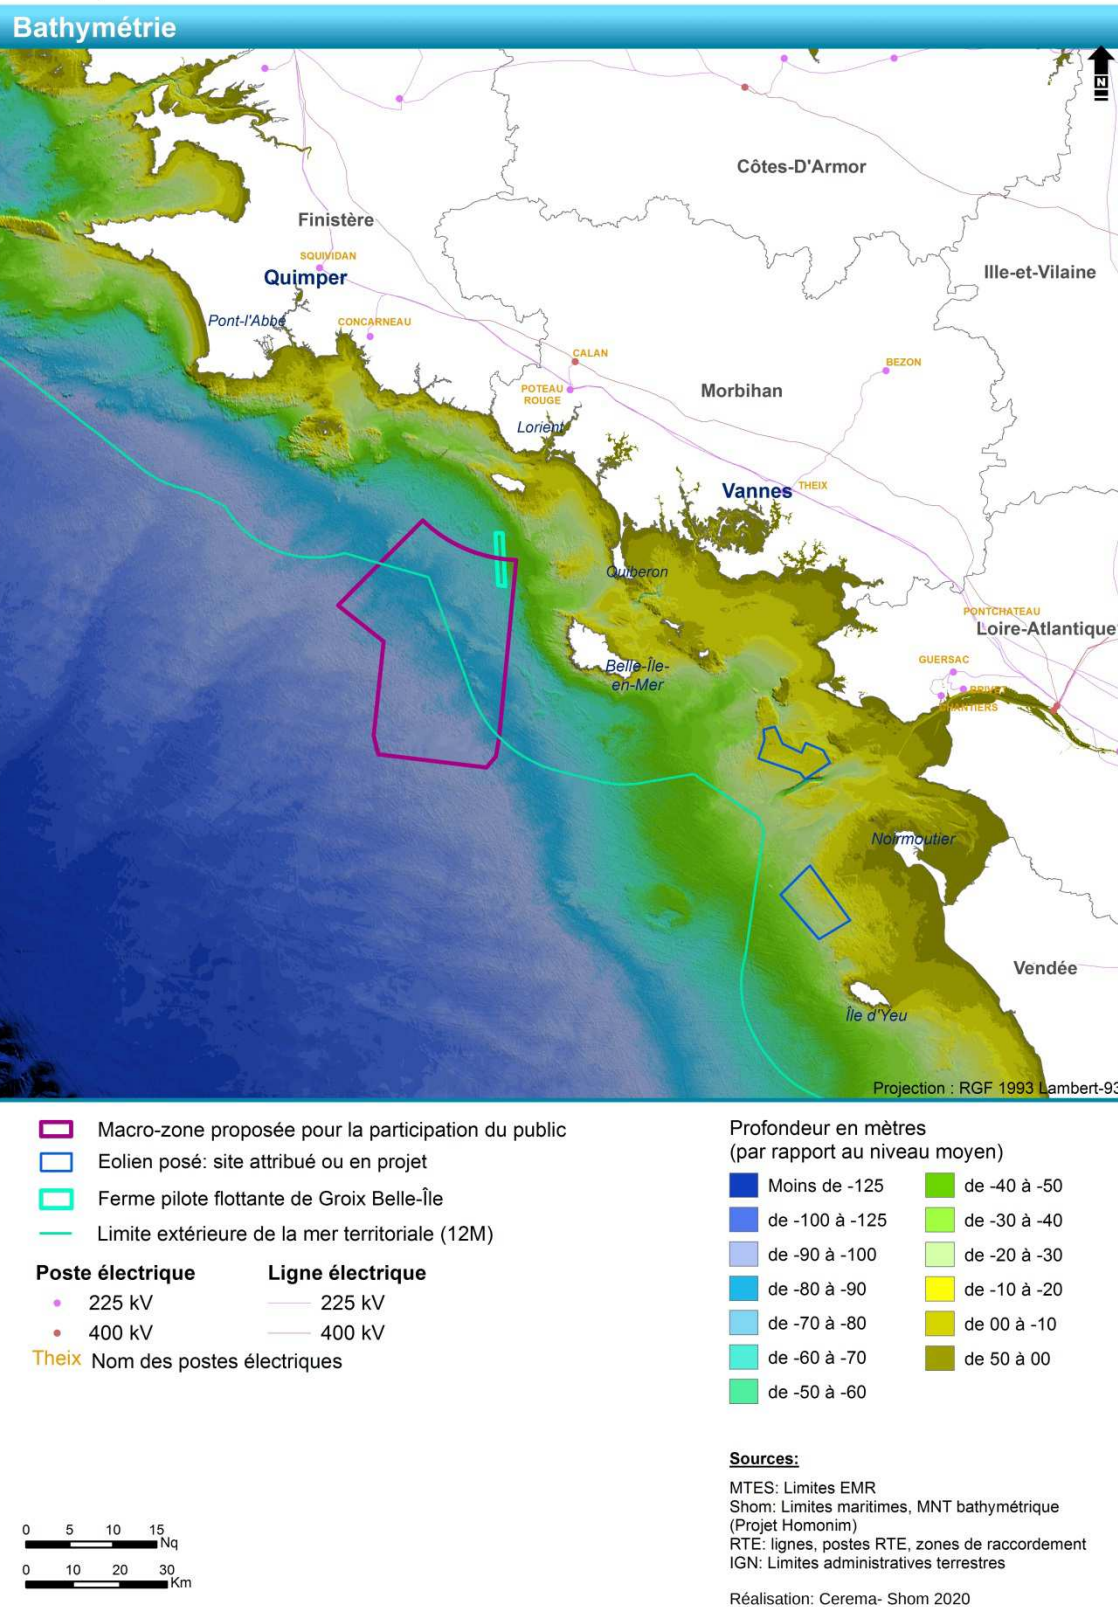 Bathymétrie
N
Côtes-D'Armor
Finistère
SQUIVIDAN
Quimper
Ille-et-Vilaine
Pont-l'Abbé
CONCARNEAU
CALAN
BEZON
POTEAU
ROUGE
Morbihan
Lorient
Vannes
THEIX
Quiberon
PONTCHATEAU
Loire-Atlantique
GUERSAC
Belle-Île-
en-Mer
Noirmoutier
Vendée
Île d'Yeu
Projection : RGF 1993 Lambert-93
Macro-zone proposée pour la participation du public
Eolien posé: site attribué ou en projet
Ferme pilote flottante de Groix Belle-Île
Limite extérieure de la mer territoriale (12M)
Poste électrique
225 kV
400 kV
Theix Nom des postes électriques
Ligne électrique
225 kV
400 kV
Profondeur en mètres
(par rapport au niveau moyen)
Moins de -125
de -100 à -125
de -90 à -100
de -80 à -90
de -70 à -80
de -60 à -70
de -50 à -60
de -40 à -50
de -30 à -40
de -20 à -30
de -10 à -20
de 00 à -10
de 50 à 00
Sources:
MTES: Limites EMR
Shom: Limites maritimes, MNT bathymétrique
(Projet Homonim)
RTE: lignes, postes RTE, zones de raccordement
IGN: Limites administratives terrestres
Réalisation: Cerema- Shom 2020
0 5 10 15
Nq
0 10 20 30
Km